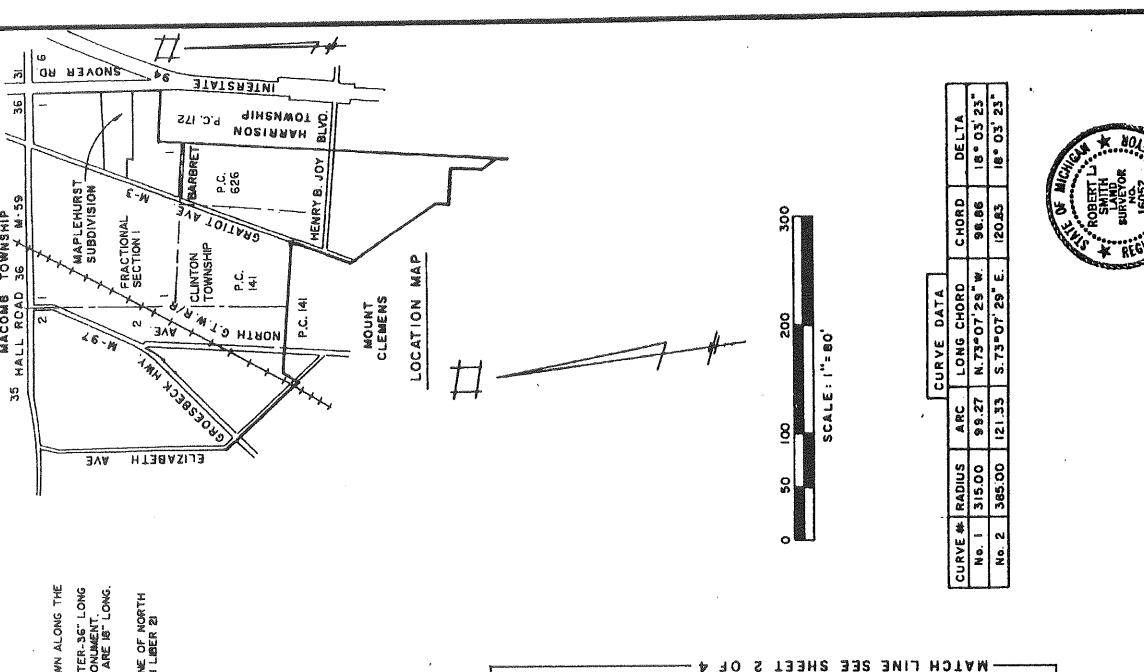 MACOMB TOWNSHIP
35 HALL ROAD 36 M-59 36 31
2 1 1 6
SNOVER RD.
94
INTERSTATE
MAPLEHURST
SUBDIVISION
M-97
GROESBECK HWY.
ELIZABETH AVE
G.T.W. R/R
NORTH AVE.
2 1 1
FRACTIONAL
SECTION 1
M-3
GRATIOT AVE
CLINTON
TOWNSHIP
P.C.
141
P.C. 141
BARBRET
P.C.
626
P.C. 172
HARRISON
TOWNSHIP
HENRY B. JOY BLVD.
MOUNT
CLEMENS
LOCATION MAP
WN ALONG THE
TER-36" LONG
ONUMENT.
ARE 18" LONG.
NE OF NORTH
LIBER 21
0 50 100 200 300
SCALE: 1"=80'
CURVE DATA
CURVE # RADIUS ARC LONG CHORD CHORD DELTA
No. 1 315.00 99.27 N.73°07'29" W. 98.86 18° 03' 23"
No. 2 385.00 121.33 S.73°07'29" E. 120.83 18° 03' 23"
STATE OF MICHIGAN
ROBERT L.
SMITH
LAND
SURVEYOR
NO.
MATCH LINE SEE SHEET 2 OF 4